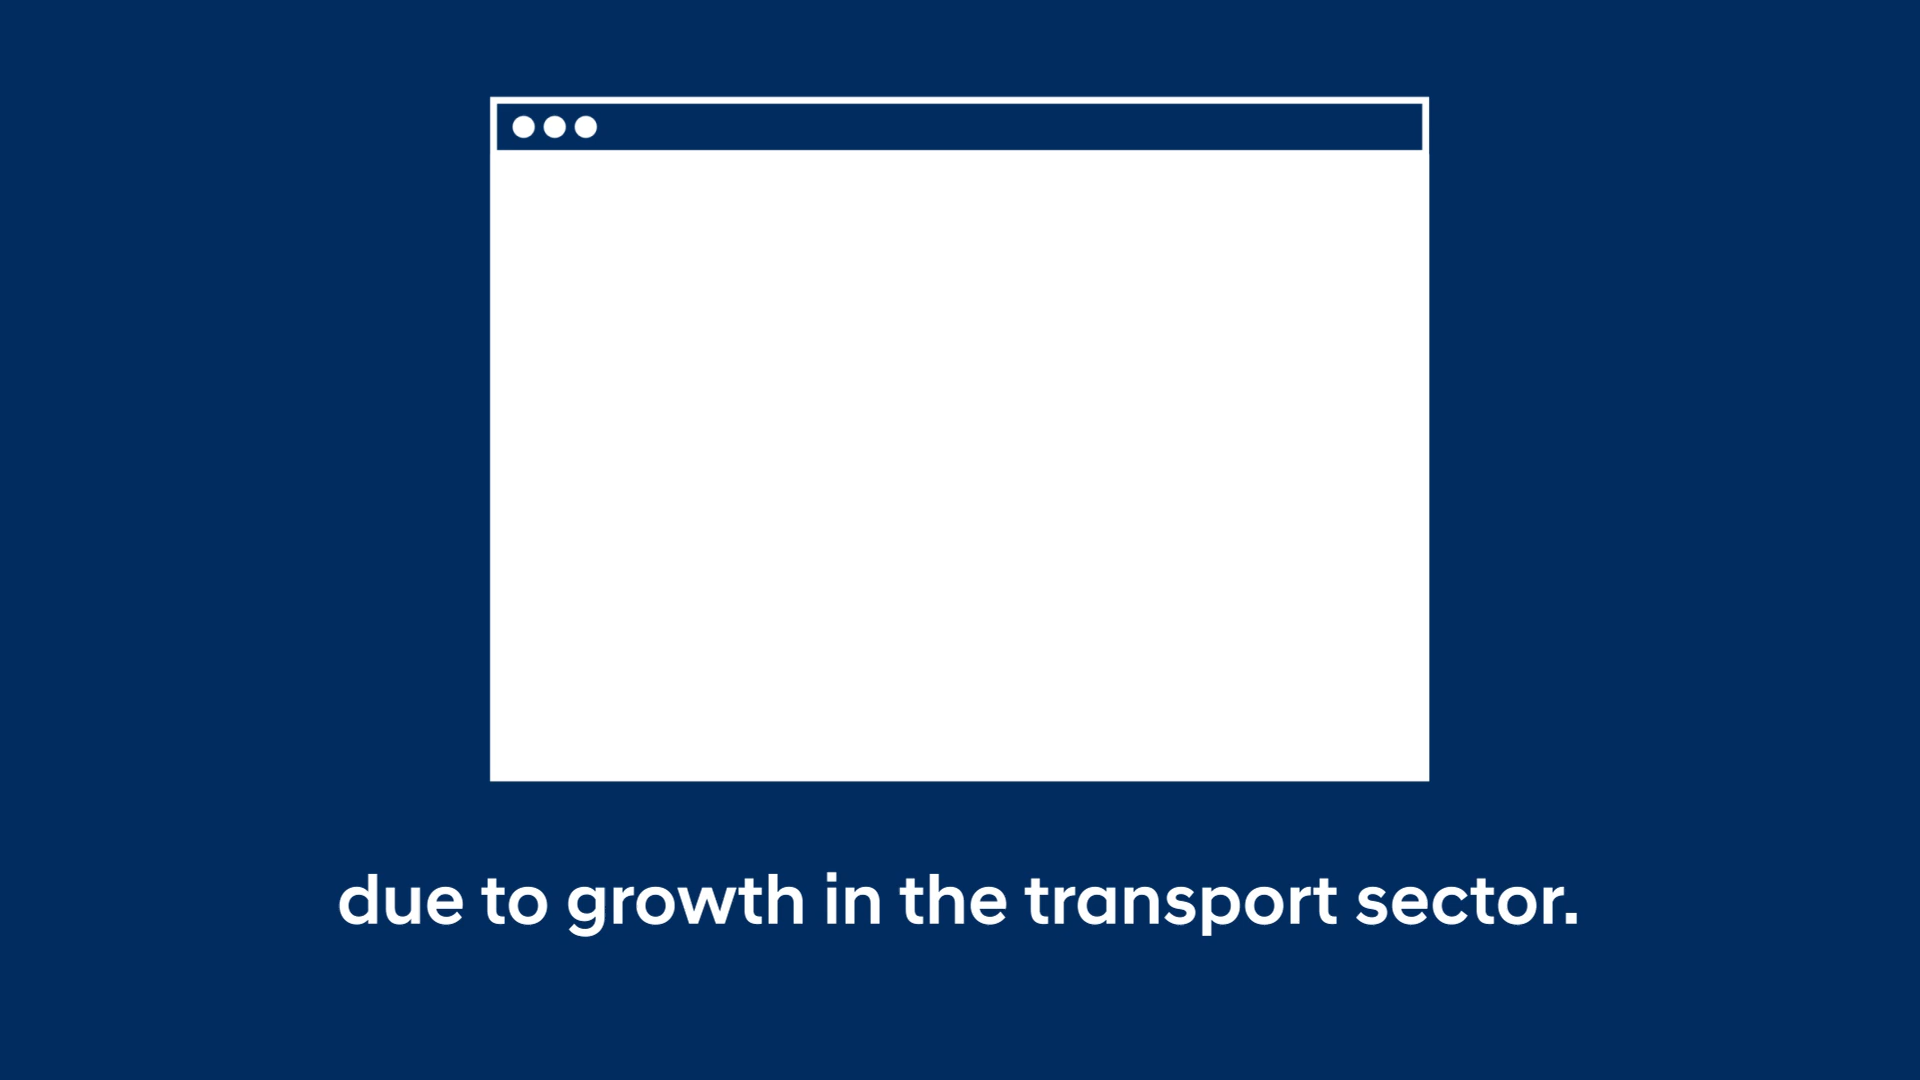 due to growth in the transport sector.